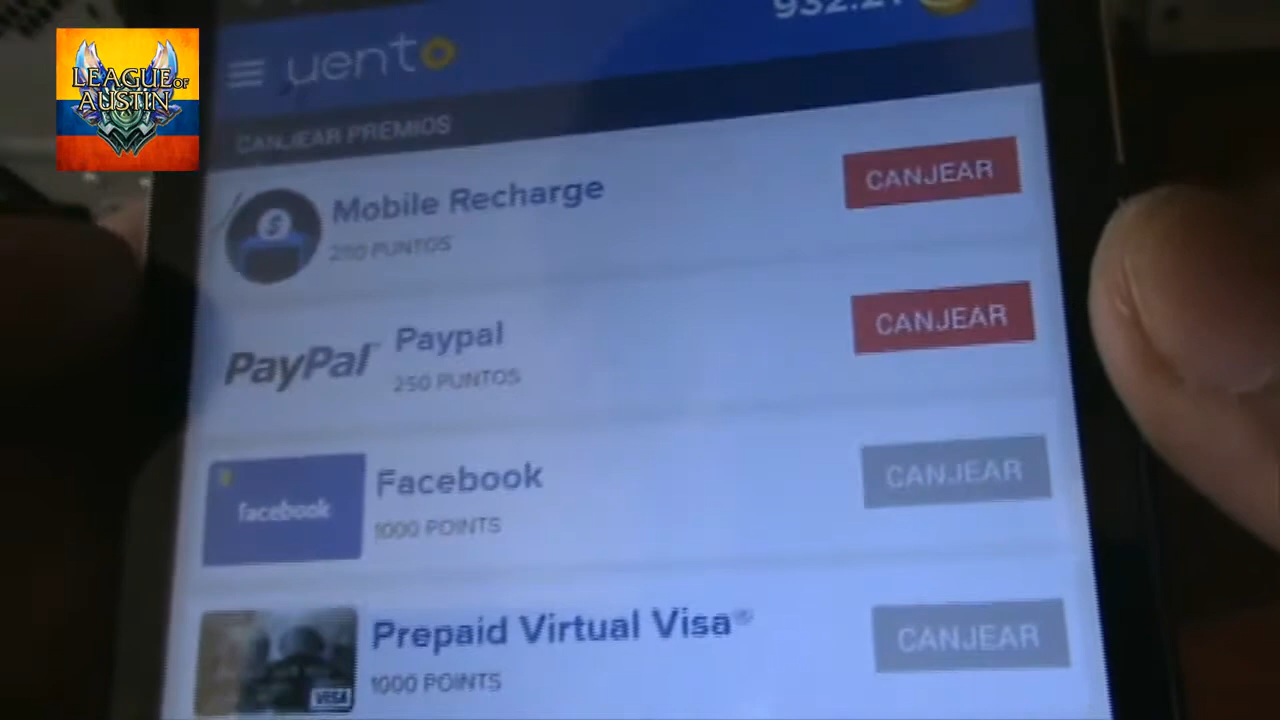 LEAGUE OF
AUSTIN
uento
CANJEAR PREMIOS
Mobile Recharge
PUNTOS
CANJEAR
PayPal
Paypal
250 PUNTOS
CANJEAR
facebook
Facebook
1000 POINTS
CANJEAR
VISA
Prepaid Virtual Visa®
1000 POINTS
CANJEAR